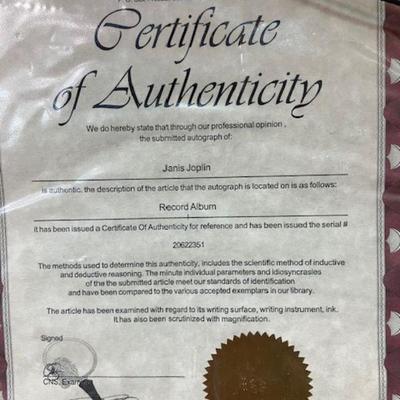 Certificate
of Authenticity
We do hereby state that through our professional opinion ,
the submitted autograph of:
Janis Joplin
is authentic, the description of the article that the autograph is located on is as follows:
Record Album
it has been issued a Certificate Of Authenticity for reference and has been issued the serial #
20622351
The methods used to determine this authenticity, includes the scientific method of inductive
and deductive reasoning. The minute individual parameters and idiosyncrasies
of the the submitted article meet our standards of identification
and have been compared to the various accepted exemplars in our library.
The article has been examined with regard to its writing surface, writing instrument, ink.
It has also been scrutinized with magnification.
Signed
CNS,